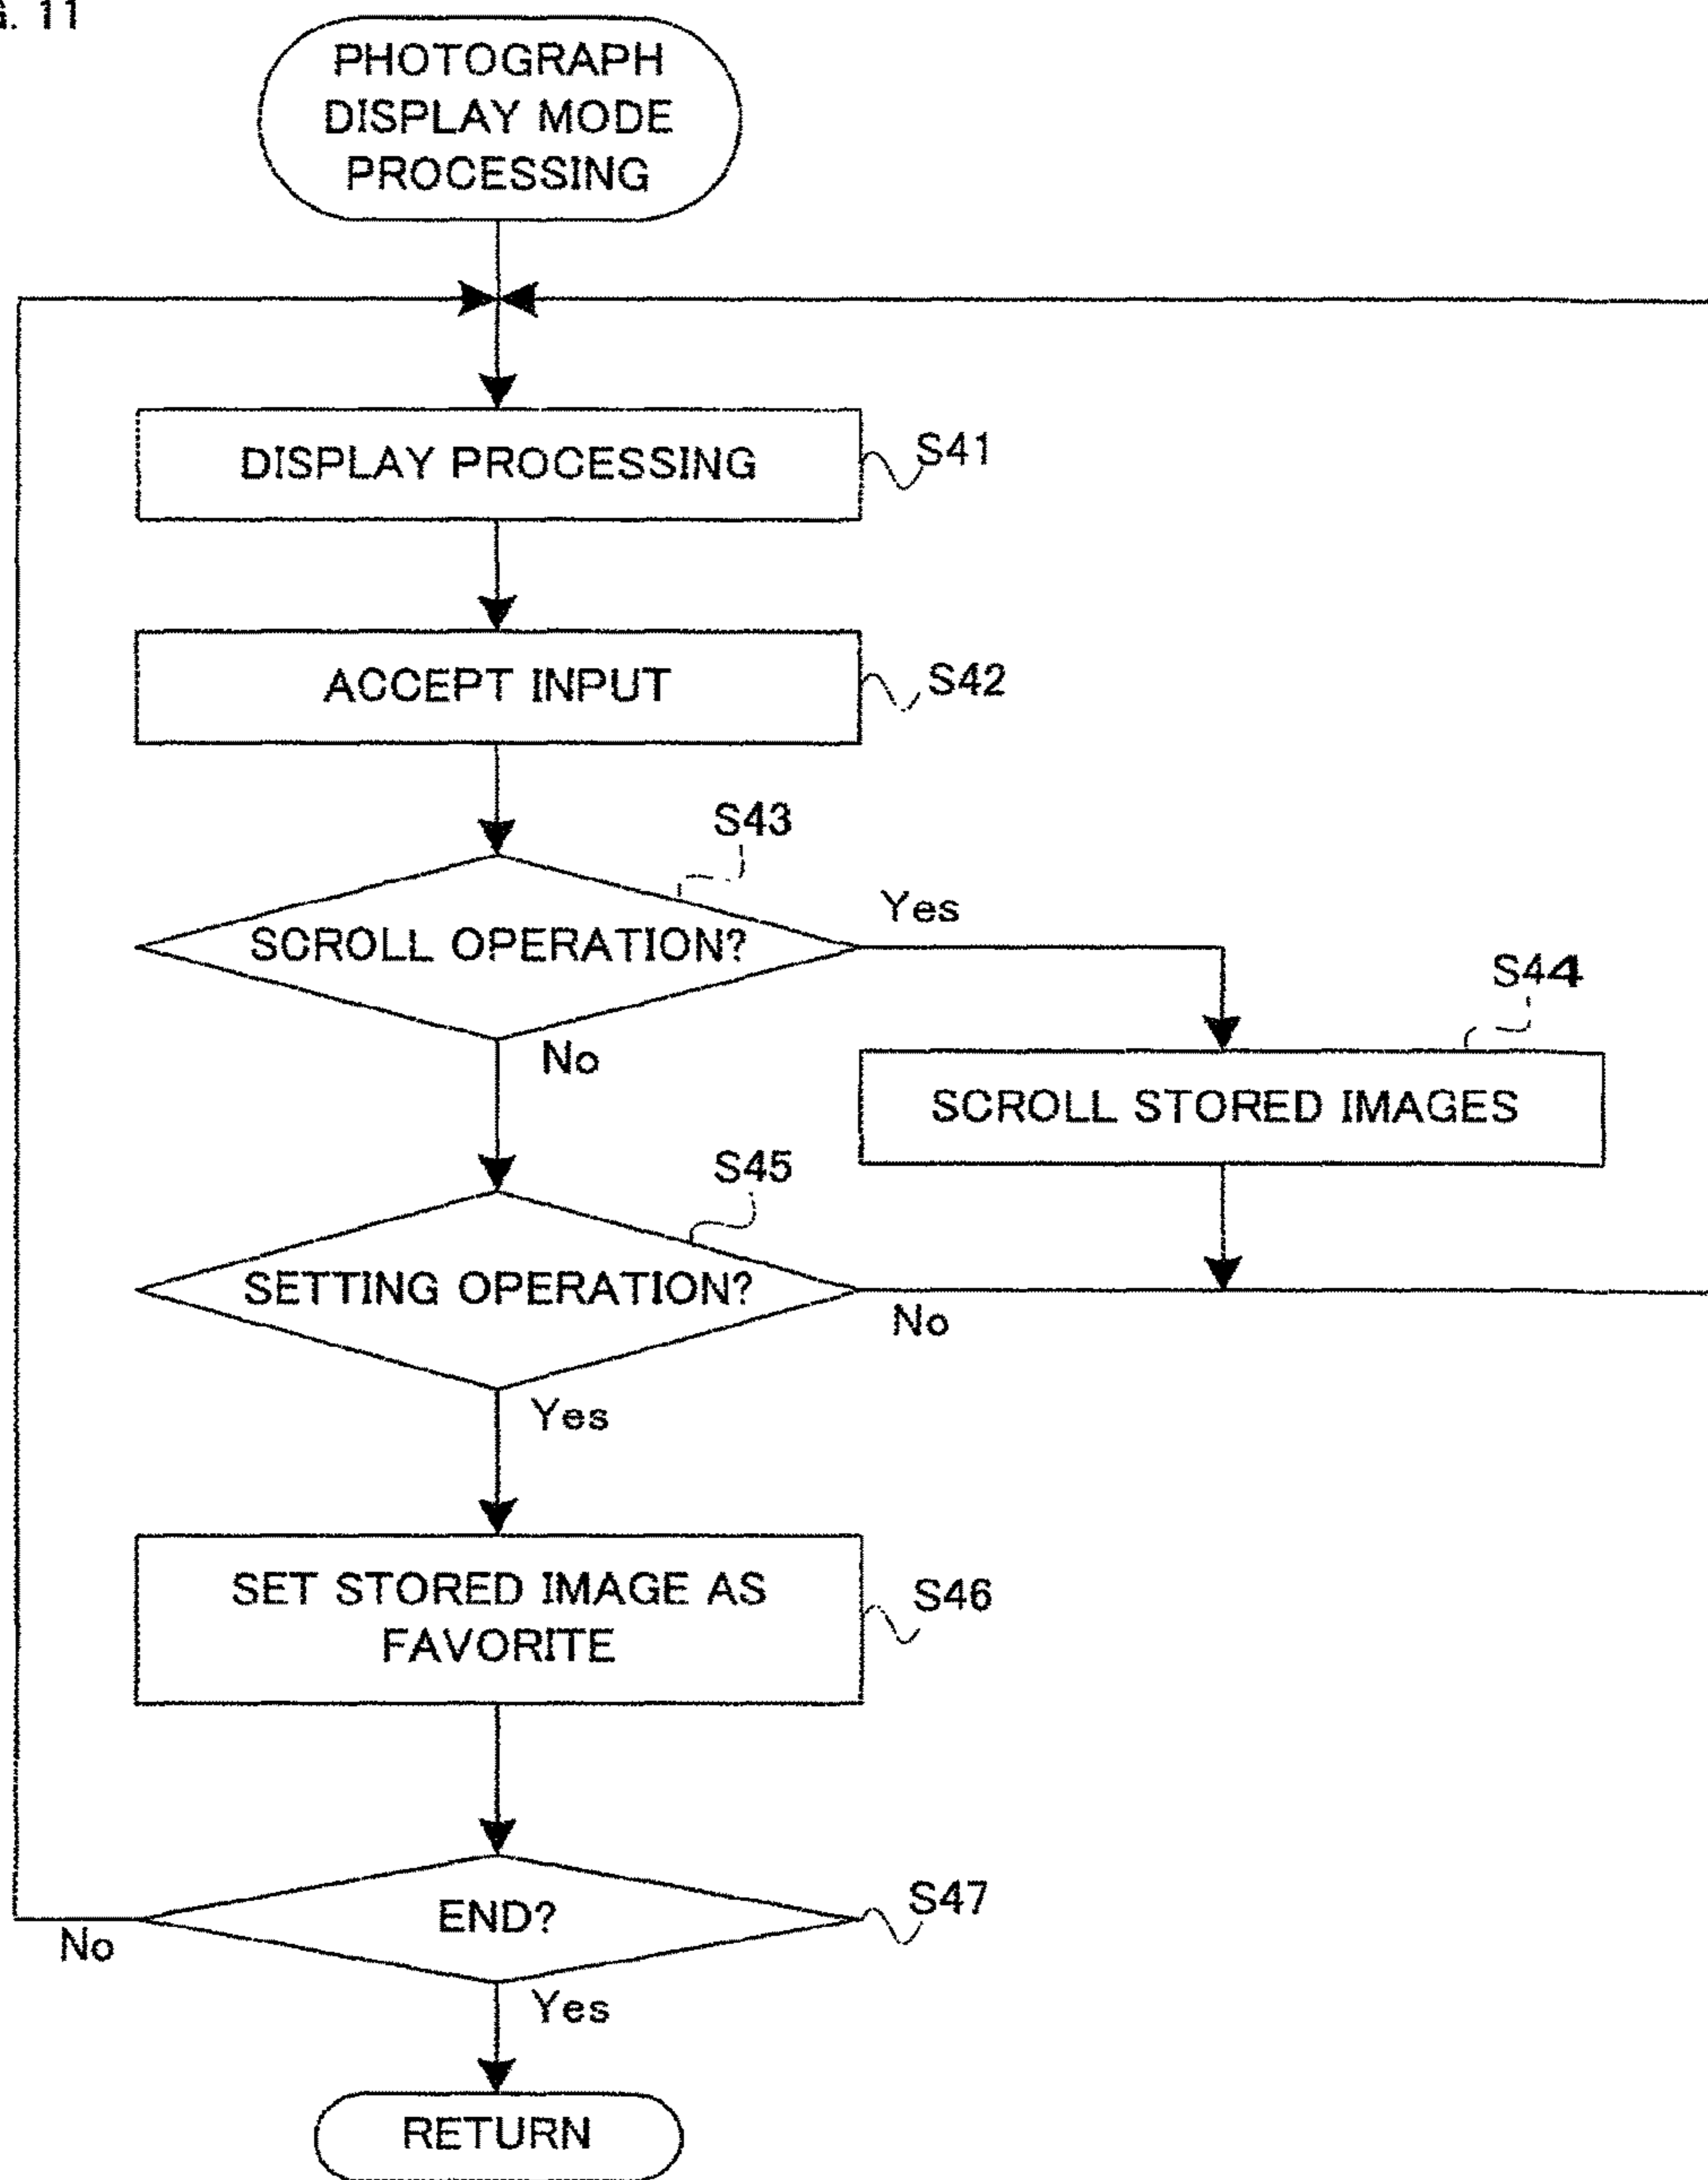 G. 11
PHOTOGRAPH
DISPLAY MODE
PROCESSING
DISPLAY PROCESSING
S41
ACCEPT INPUT
S42
S43
SCROLL OPERATION?
Yes
No
S44
SCROLL STORED IMAGES
S45
SETTING OPERATION?
No
Yes
SET STORED IMAGE AS
FAVORITE
S46
END?
S47
No
Yes
RETURN